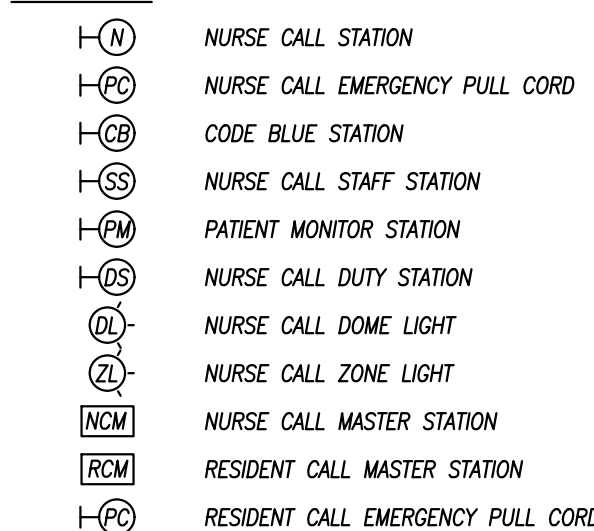 N NURSE CALL STATION
PC NURSE CALL EMERGENCY PULL CORD
CB CODE BLUE STATION
SS NURSE CALL STAFF STATION
PM PATIENT MONITOR STATION
DS NURSE CALL DUTY STATION
DL NURSE CALL DOME LIGHT
ZL NURSE CALL ZONE LIGHT
NCM NURSE CALL MASTER STATION
RCM RESIDENT CALL MASTER STATION
PC RESIDENT CALL EMERGENCY PULL CORD